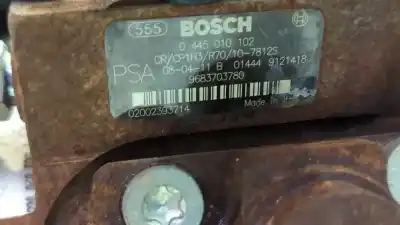 555 BOSCH
0 445 010 102
CR/CP1H3/R70/10-7812S
PSA 08-04-11 B 01444 9121418
9683703780
02002393714 Made in